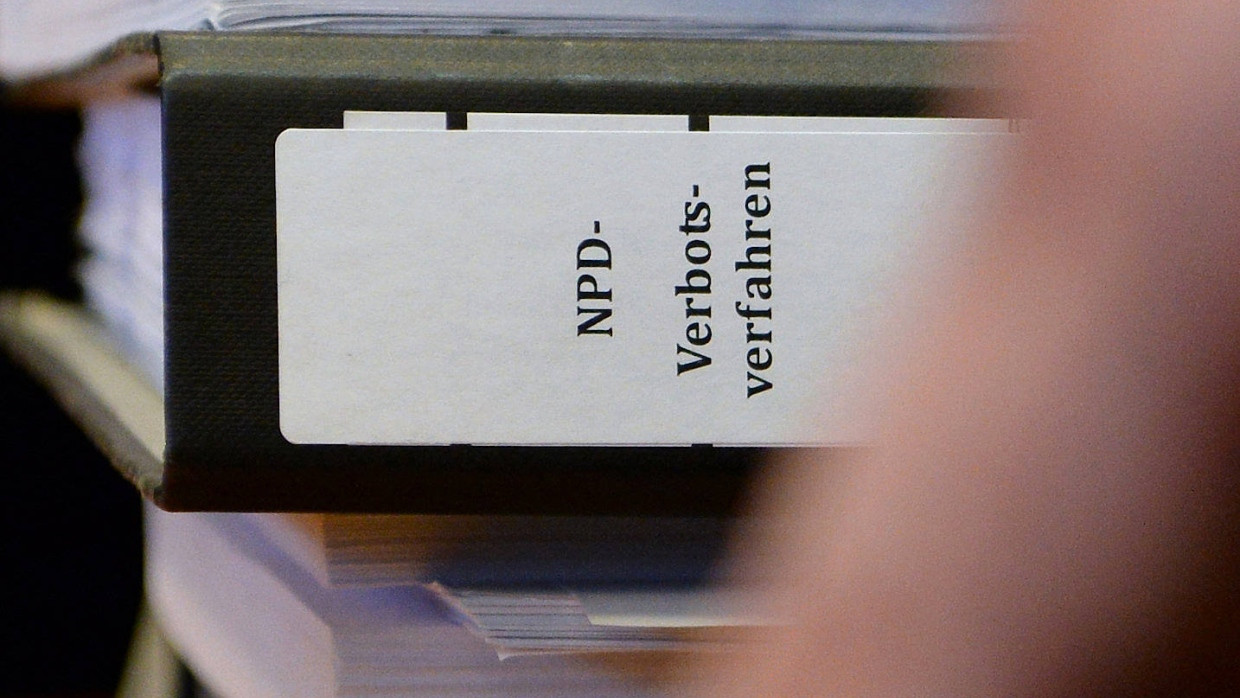 NPD-
Verbots-
verfahren